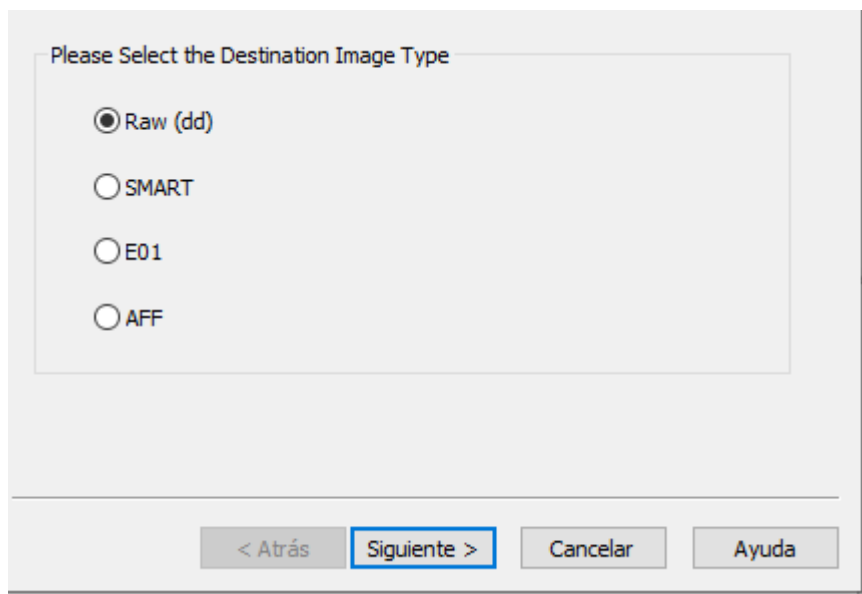 Please Select the Destination Image Type
Raw (dd)
SMART
E01
AFF
< Atrás Siguiente > Cancelar Ayuda